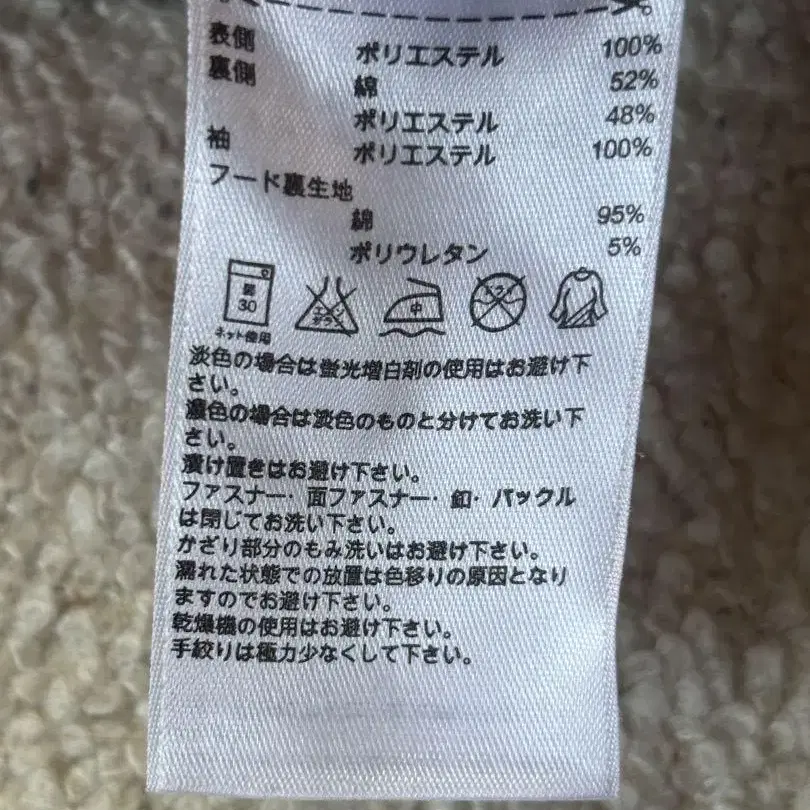 表側 ポリエステル 100%
裏側 綿 52%
ポリエステル 48%
袖 ポリエステル 100%
フード裏生地
綿 95%
ポリウレタン 5%
30 中
ネット使用
淡色の場合は蛍光増白剤の使用はお避け下
さい。
濃色の場合は淡色のものと分けてお洗い下
さい。
漬け置きはお避け下さい。
ファスナー・面ファスナー・釦・バックル
は閉じてお洗い下さい。
かざり部分のもみ洗いはお避け下さい。
濡れた状態での放置は色移りの原因となり
ますのでお避け下さい。
乾燥機の使用はお避け下さい。
手絞りは極力少なくして下さい。